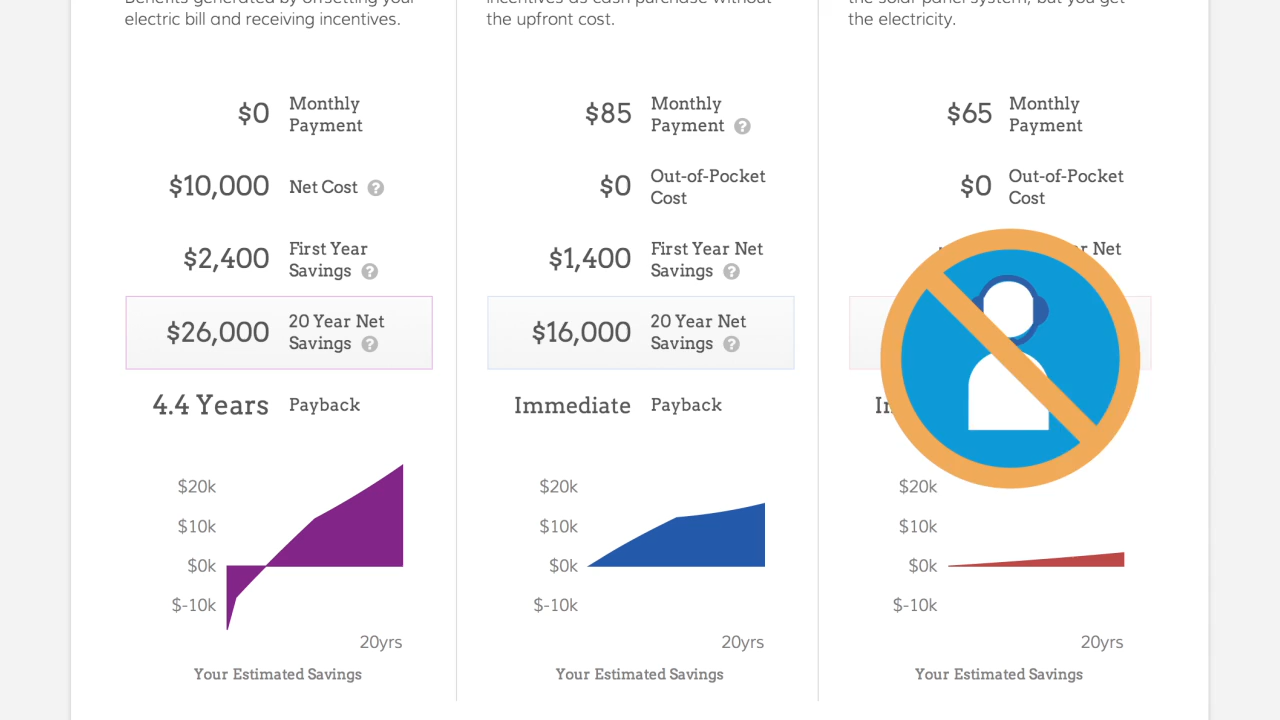 electric bill and receiving incentives.
$0 Monthly
Payment
$10,000 Net Cost ?
$2,400 First Year
Savings ?
$26,000 20 Year Net
Savings ?
4.4 Years Payback
$20k
$10k
$0k
$-10k
20yrs
Your Estimated Savings
incentives as cash purchase without
the upfront cost.
$85 Monthly
Payment ?
$0 Out-of-Pocket
Cost
$1,400 First Year Net
Savings ?
$16,000 20 Year Net
Savings ?
Immediate Payback
$20k
$10k
$0k
$-10k
20yrs
Your Estimated Savings
the solar panel system, but you get
the electricity.
$65 Monthly
Payment
$0 Out-of-Pocket
Cost
Net
$20k
$10k
$0k
$-10k
20yrs
Your Estimated Savings